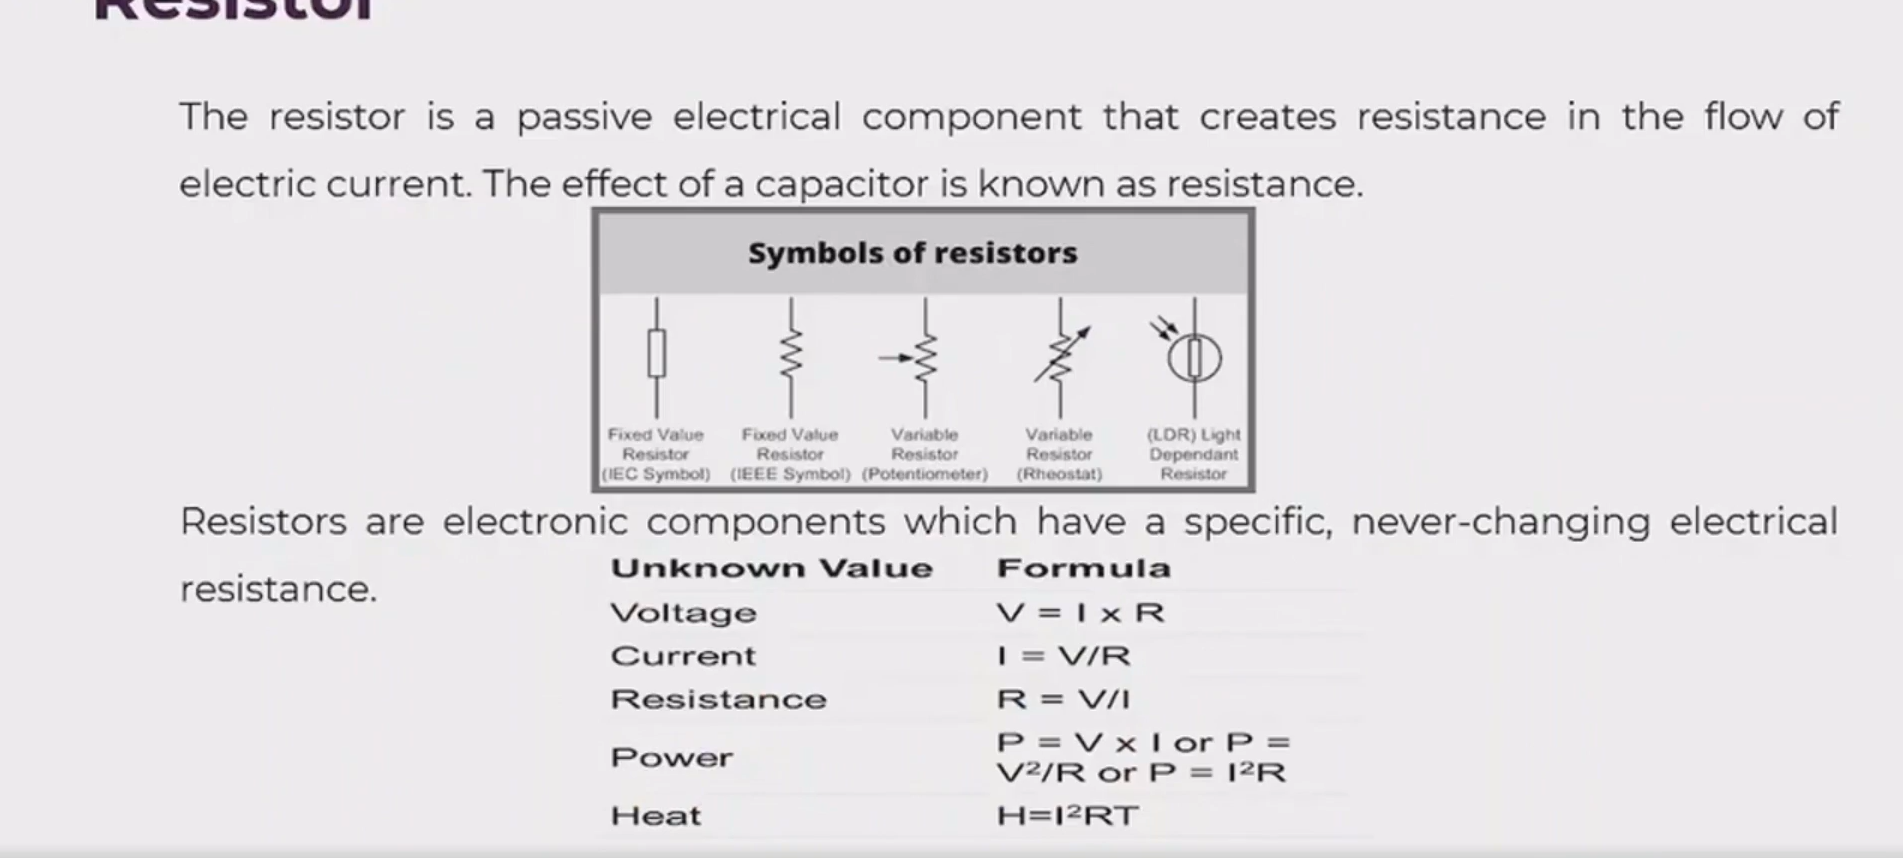 Resistor
The resistor is a passive electrical component that creates resistance in the flow of
electric current. The effect of a capacitor is known as resistance.
Symbols of resistors
Fixed Value Resistor (IEC Symbol)
Fixed Value Resistor (IEEE Symbol)
Variable Resistor (Potentiometer)
Variable Resistor (Rheostat)
(LDR) Light Dependant Resistor
Resistors are electronic components which have a specific, never-changing electrical
resistance.
Unknown Value Formula
Voltage V = I x R
Current I = V/R
Resistance R = V/I
Power P = V x I or P =
V²/R or P = I²R
Heat H=I²RT